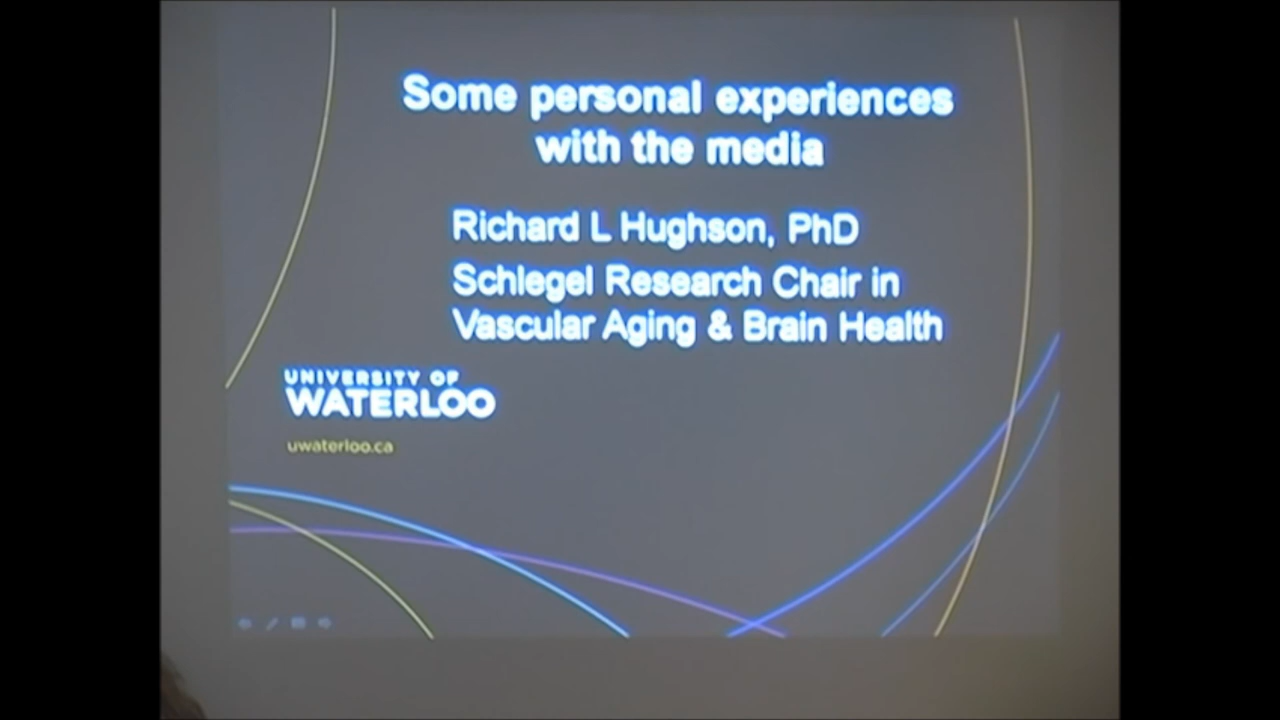 Some personal experiences
with the media
Richard L Hughson, PhD
Schlegel Research Chair in
Vascular Aging & Brain Health
UNIVERSITY OF
WATERLOO
uwaterloo.ca